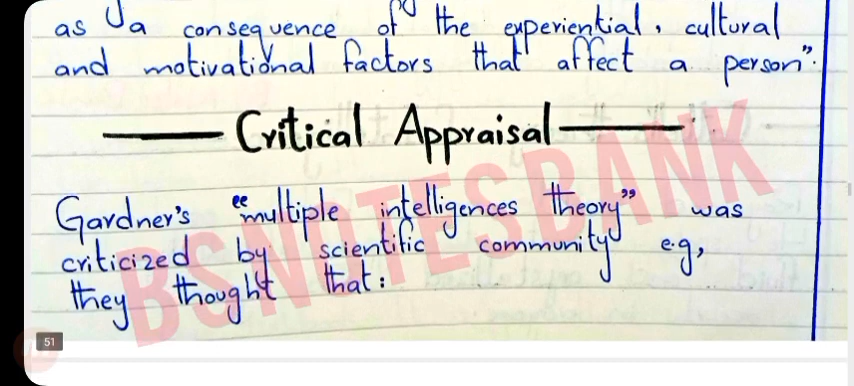 as a consequence of the experiential, cultural
and motivational factors that affect a person".
Critical Appraisal
Gardner's "multiple intelligences theory" was
criticized by scientific community e.g,
they thought that:
BSNOTESBANK
51